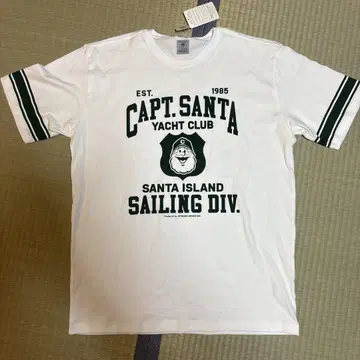 EST. 1985
CAPT. SANTA
YACHT CLUB
C
SANTA ISLAND
SAILING DIV.